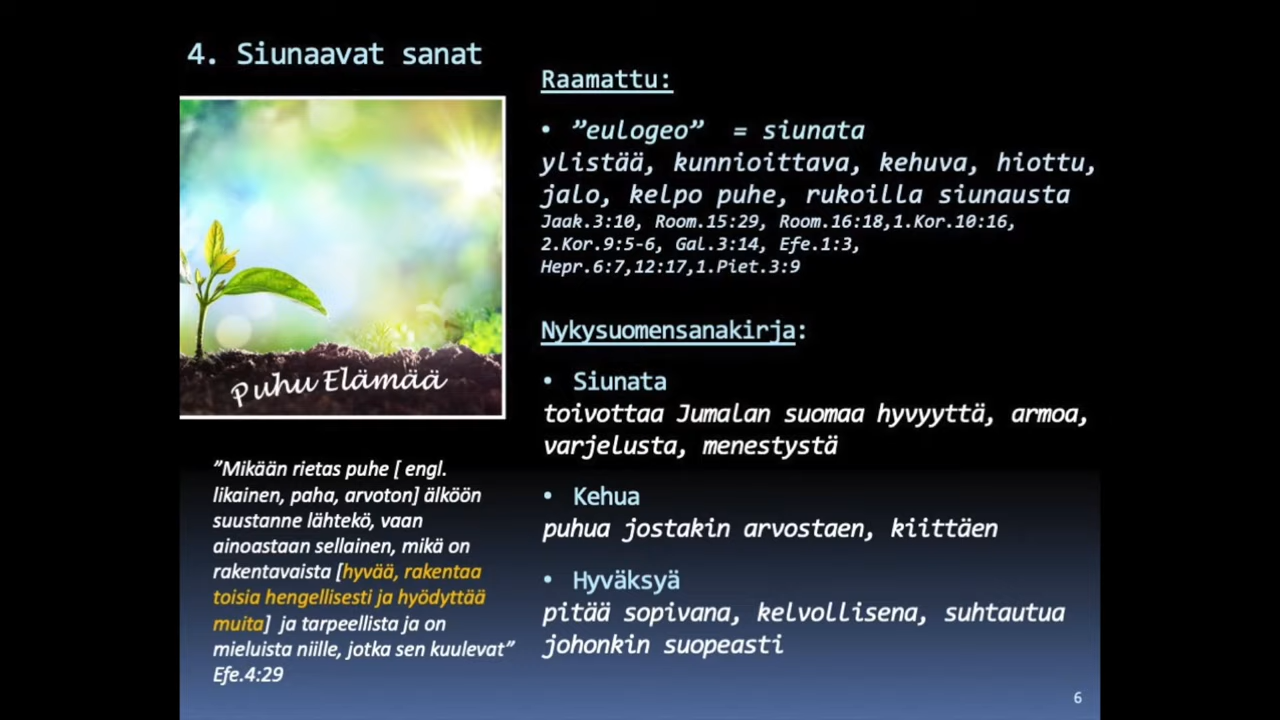 4. Siunaavat sanat
Puhu Elämää
”Mikään rietas puhe [ engl.
likainen, paha, arvoton] älköön
suustanne lähtekö, vaan
ainoastaan sellainen, mikä on
rakentavaista [hyvää, rakentaa
toisia hengellisesti ja hyödyttää
muita] ja tarpeellista ja on
mieluista niille, jotka sen kuulevat”
Efe.4:29
Raamattu:
• ”eulogeo” = siunata
ylistää, kunnioittava, kehuva, hiottu,
jalo, kelpo puhe, rukoilla siunausta
Jaak.3:10, Room.15:29, Room.16:18,1.Kor.10:16,
2.Kor.9:5-6, Gal.3:14, Efe.1:3,
Hepr.6:7,12:17,1.Piet.3:9
Nykysuomensanakirja:
• Siunata
toivottaa Jumalan suomaa hyvyyttä, armoa,
varjelusta, menestystä
• Kehua
puhua jostakin arvostaen, kiittäen
• Hyväksyä
pitää sopivana, kelvollisena, suhtautua
johonkin suopeasti
6